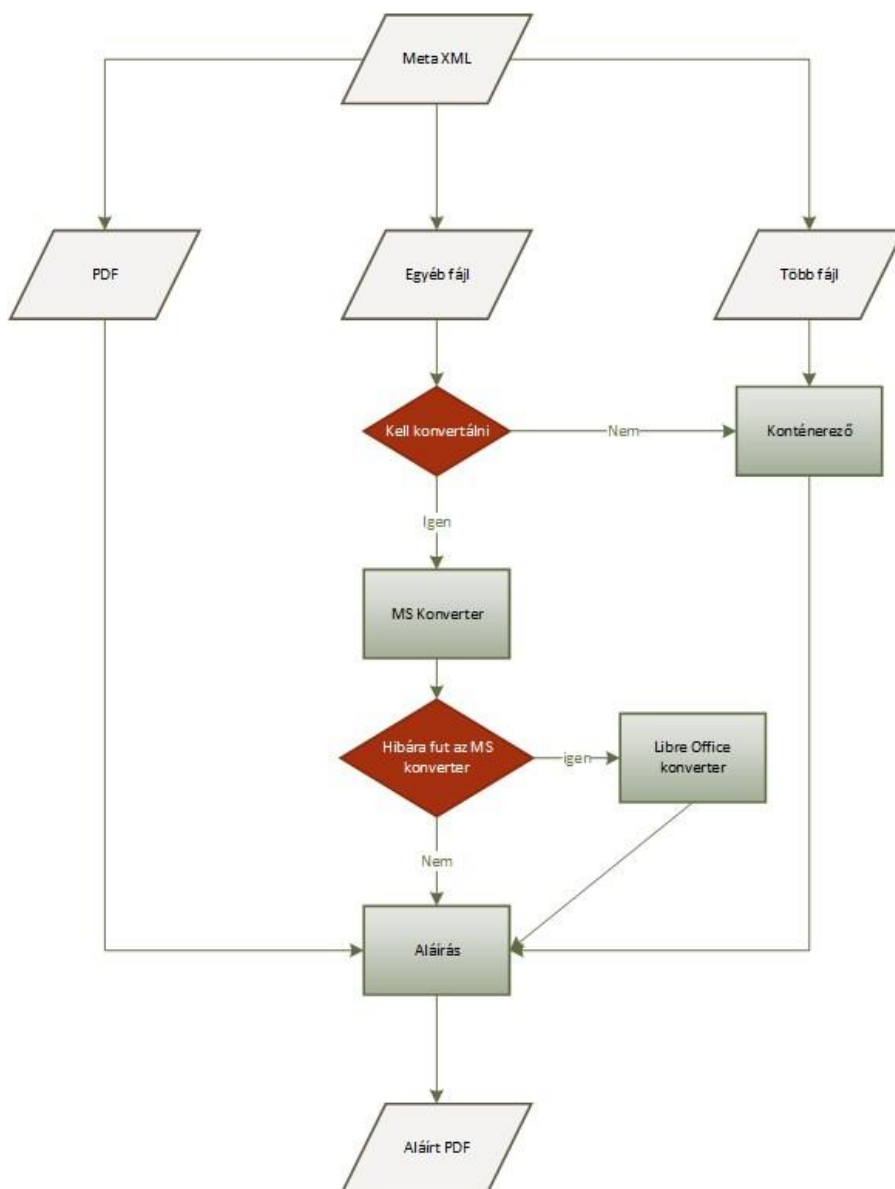 Meta XML
PDF
Egyéb fájl
Több fájl
Kell konvertálni
Nem
Konténerező
Igen
MS Konverter
Hibára fut az MS
konverter
igen
Libre Office
konverter
Nem
Aláírás
Aláírt PDF